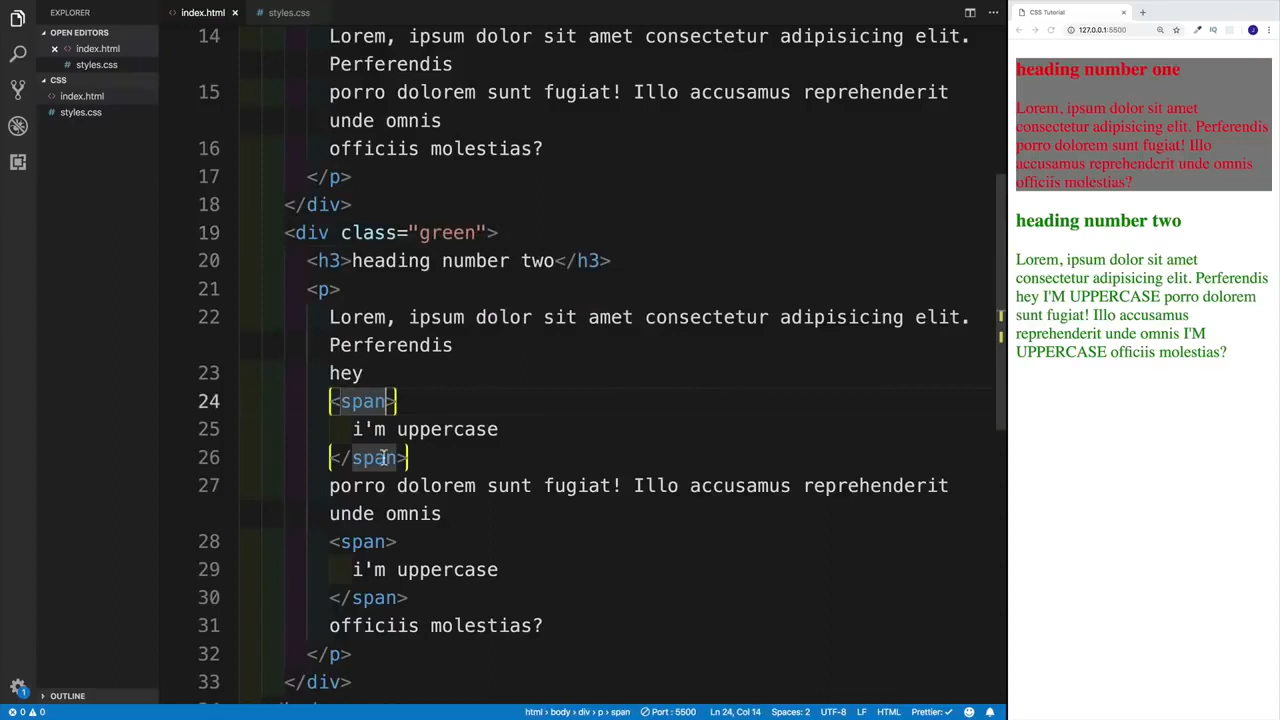 EXPLORER
OPEN EDITORS
index.html
styles.css
CSS
index.html
styles.css
OUTLINE
1
index.html
styles.css
14 Lorem, ipsum dolor sit amet consectetur adipisicing elit.
Perferendis
15 porro dolorem sunt fugiat! Illo accusamus reprehenderit
unde omnis
16 officiis molestias?
17 </p>
18 </div>
19 <div class="green">
20 <h3>heading number two</h3>
21 <p>
22 Lorem, ipsum dolor sit amet consectetur adipisicing elit.
Perferendis
23 hey
24 <span>
25 i'm uppercase
26 </span>
27 porro dolorem sunt fugiat! Illo accusamus reprehenderit
unde omnis
28 <span>
29 i'm uppercase
30 </span>
31 officiis molestias?
32 </p>
33 </div>
0 0 html › body › div › p › span Port : 5500 Ln 24, Col 14 Spaces: 2 UTF-8 LF HTML Prettier: ✓
CSS Tutorial
127.0.0.1:5500
heading number one
Lorem, ipsum dolor sit amet
consectetur adipisicing elit. Perferendis
porro dolorem sunt fugiat! Illo
accusamus reprehenderit unde omnis
officiis molestias?
heading number two
Lorem, ipsum dolor sit amet
consectetur adipisicing elit. Perferendis
hey I'M UPPERCASE porro dolorem
sunt fugiat! Illo accusamus
reprehenderit unde omnis I'M
UPPERCASE officiis molestias?